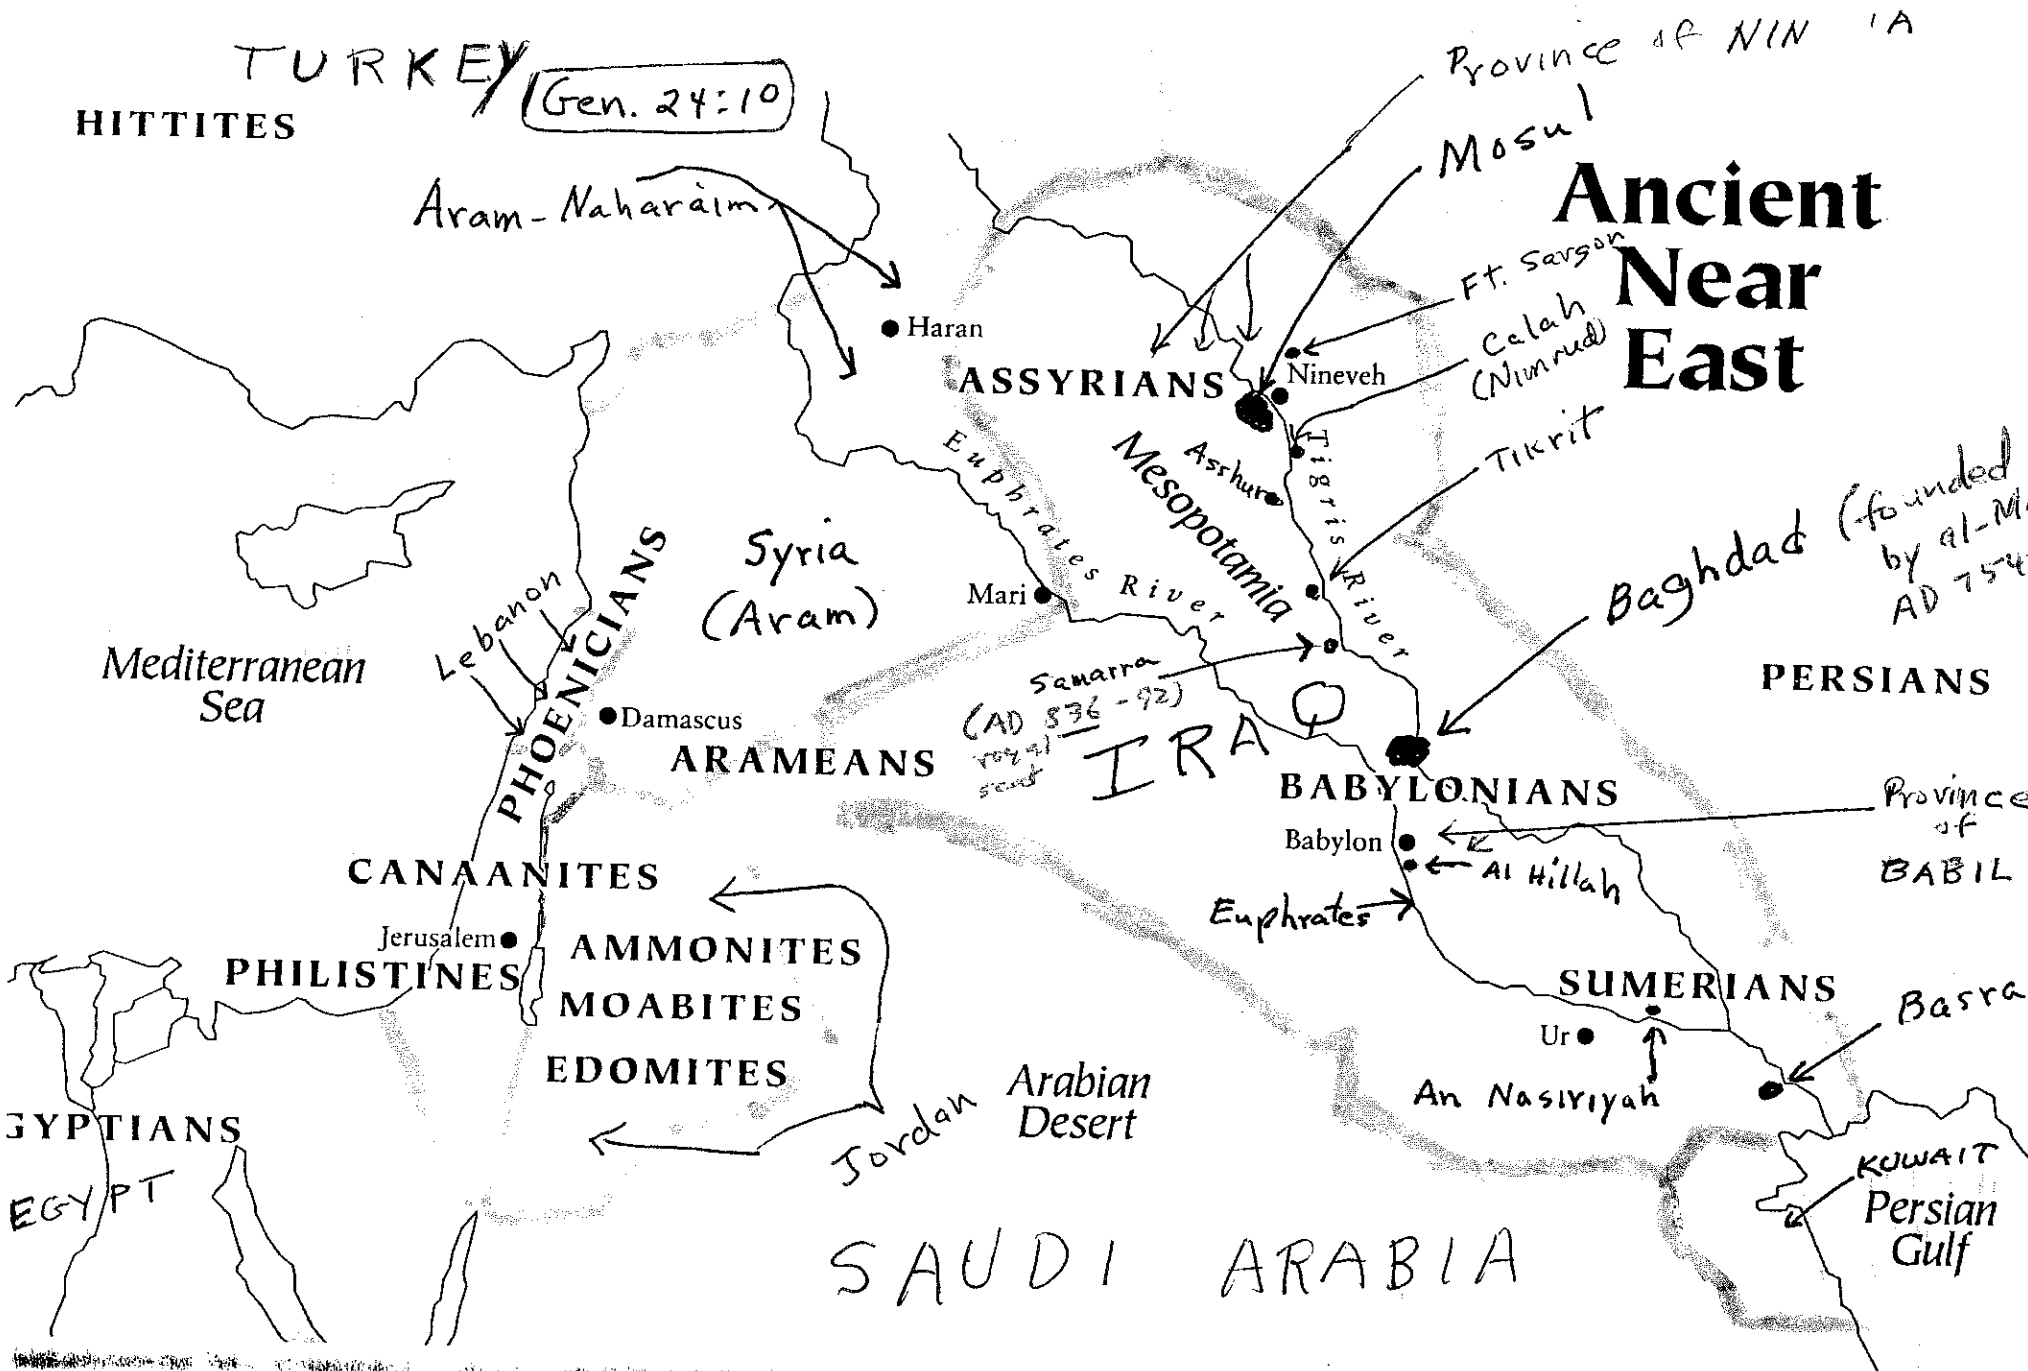 TURKEY
HITTITES
Gen. 24:10
Aram-Naharaim
Province of NIN 'A
Mosul
Ancient
Near
East
Ft. Sargon
Calah
(Nimrud)
Haran
ASSYRIANS
Nineveh
TIKRIT
Asshur
Mesopotamia
Tigris River
Euphrates River
Baghdad (founded
by al-M
AD 754
Syria
(Aram)
Mari
Lebanon
PHOENICIANS
Mediterranean
Sea
Damascus
ARAMEANS
Samarra
(AD 836-92)
royal
seat
IRAQ
PERSIANS
BABYLONIANS
Babylon
Province
of
BABIL
Al Hillah
Euphrates
CANAANITES
Jerusalem
AMMONITES
PHILISTINES
MOABITES
EDOMITES
SUMERIANS
Ur
Basra
An Nasiriyah
Arabian
Desert
Jordan
GYPTIANS
EGYPT
KUWAIT
Persian
Gulf
SAUDI ARABIA